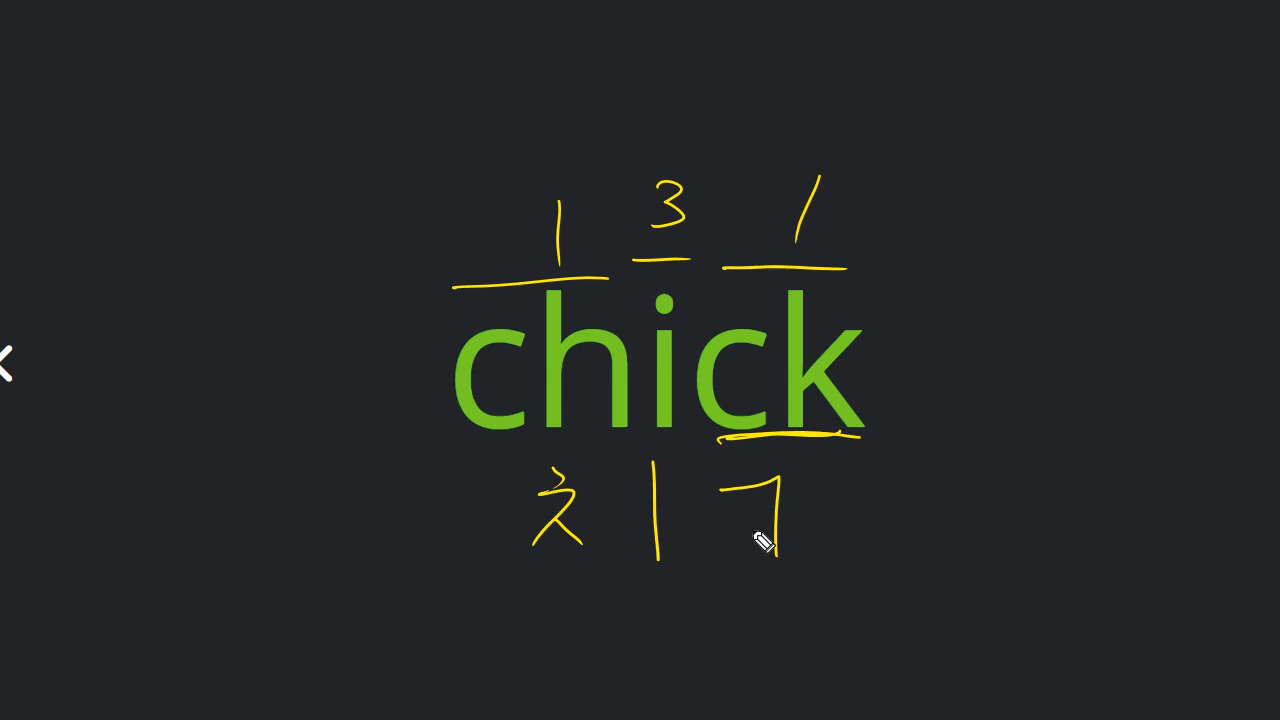 1 3 1
chick
ㅊ ㅣ ㄱ